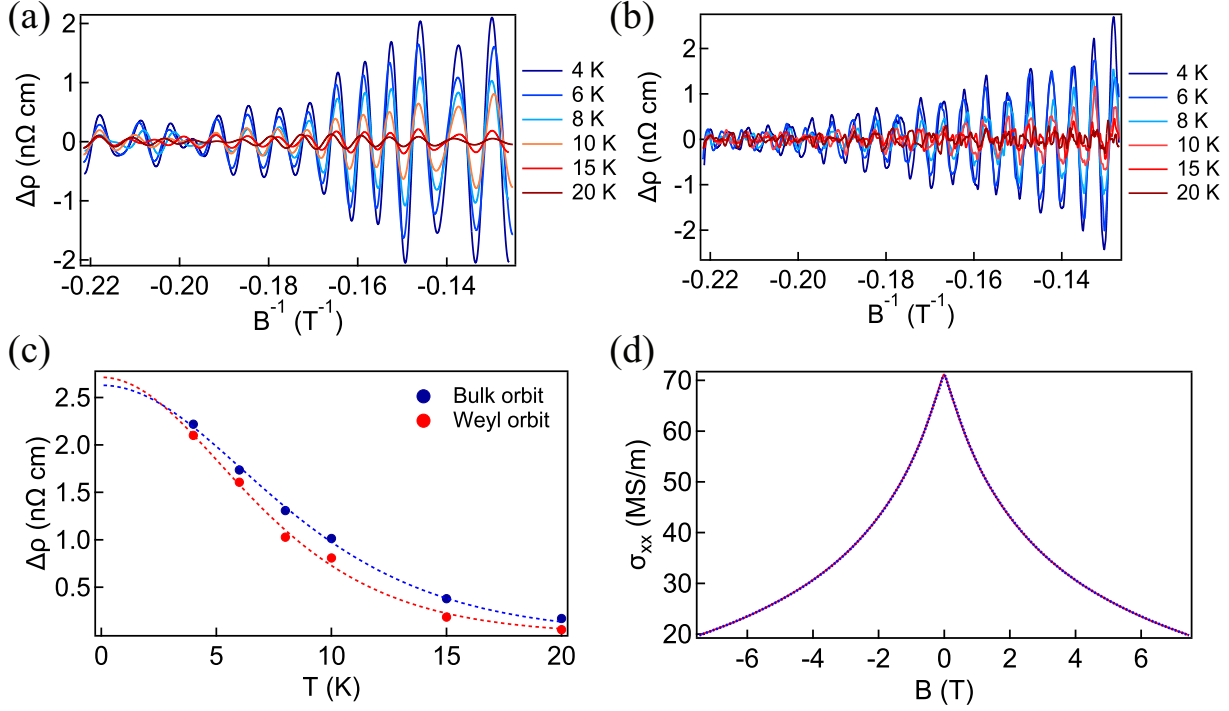 (a)
Δρ (nΩ cm)
2
1
0
-1
-2
-0.22 -0.20 -0.18 -0.16 -0.14
B⁻¹ (T⁻¹)
4 K
6 K
8 K
10 K
15 K
20 K
(b)
Δρ (nΩ cm)
2
1
0
-1
-2
-0.22 -0.20 -0.18 -0.16 -0.14
B⁻¹ (T⁻¹)
4 K
6 K
8 K
10 K
15 K
20 K
(c)
Δρ (nΩ cm)
2.5
2.0
1.5
1.0
0.5
0 5 10 15 20
T (K)
Bulk orbit
Weyl orbit
(d)
σxx (MS/m)
70
60
50
40
30
20
-6 -4 -2 0 2 4 6
B (T)